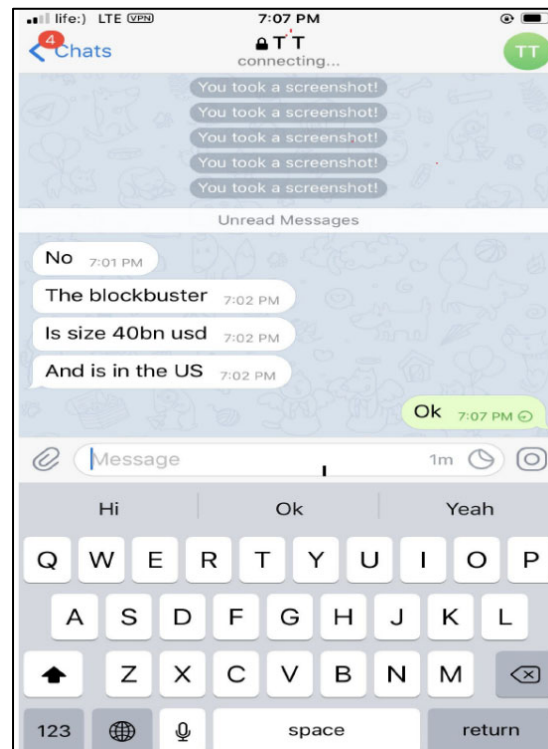 life:) LTE VPN 7:07 PM
4
Chats
T T
TT
connecting...
You took a screenshot!
You took a screenshot!
You took a screenshot!
You took a screenshot!
You took a screenshot!
Unread Messages
No 7:01 PM
The blockbuster 7:02 PM
Is size 40bn usd 7:02 PM
And is in the US 7:02 PM
Ok 7:07 PM
Message 1m
Hi Ok Yeah
Q W E R T Y U I O P
A S D F G H J K L
Z X C V B N M
123 space return